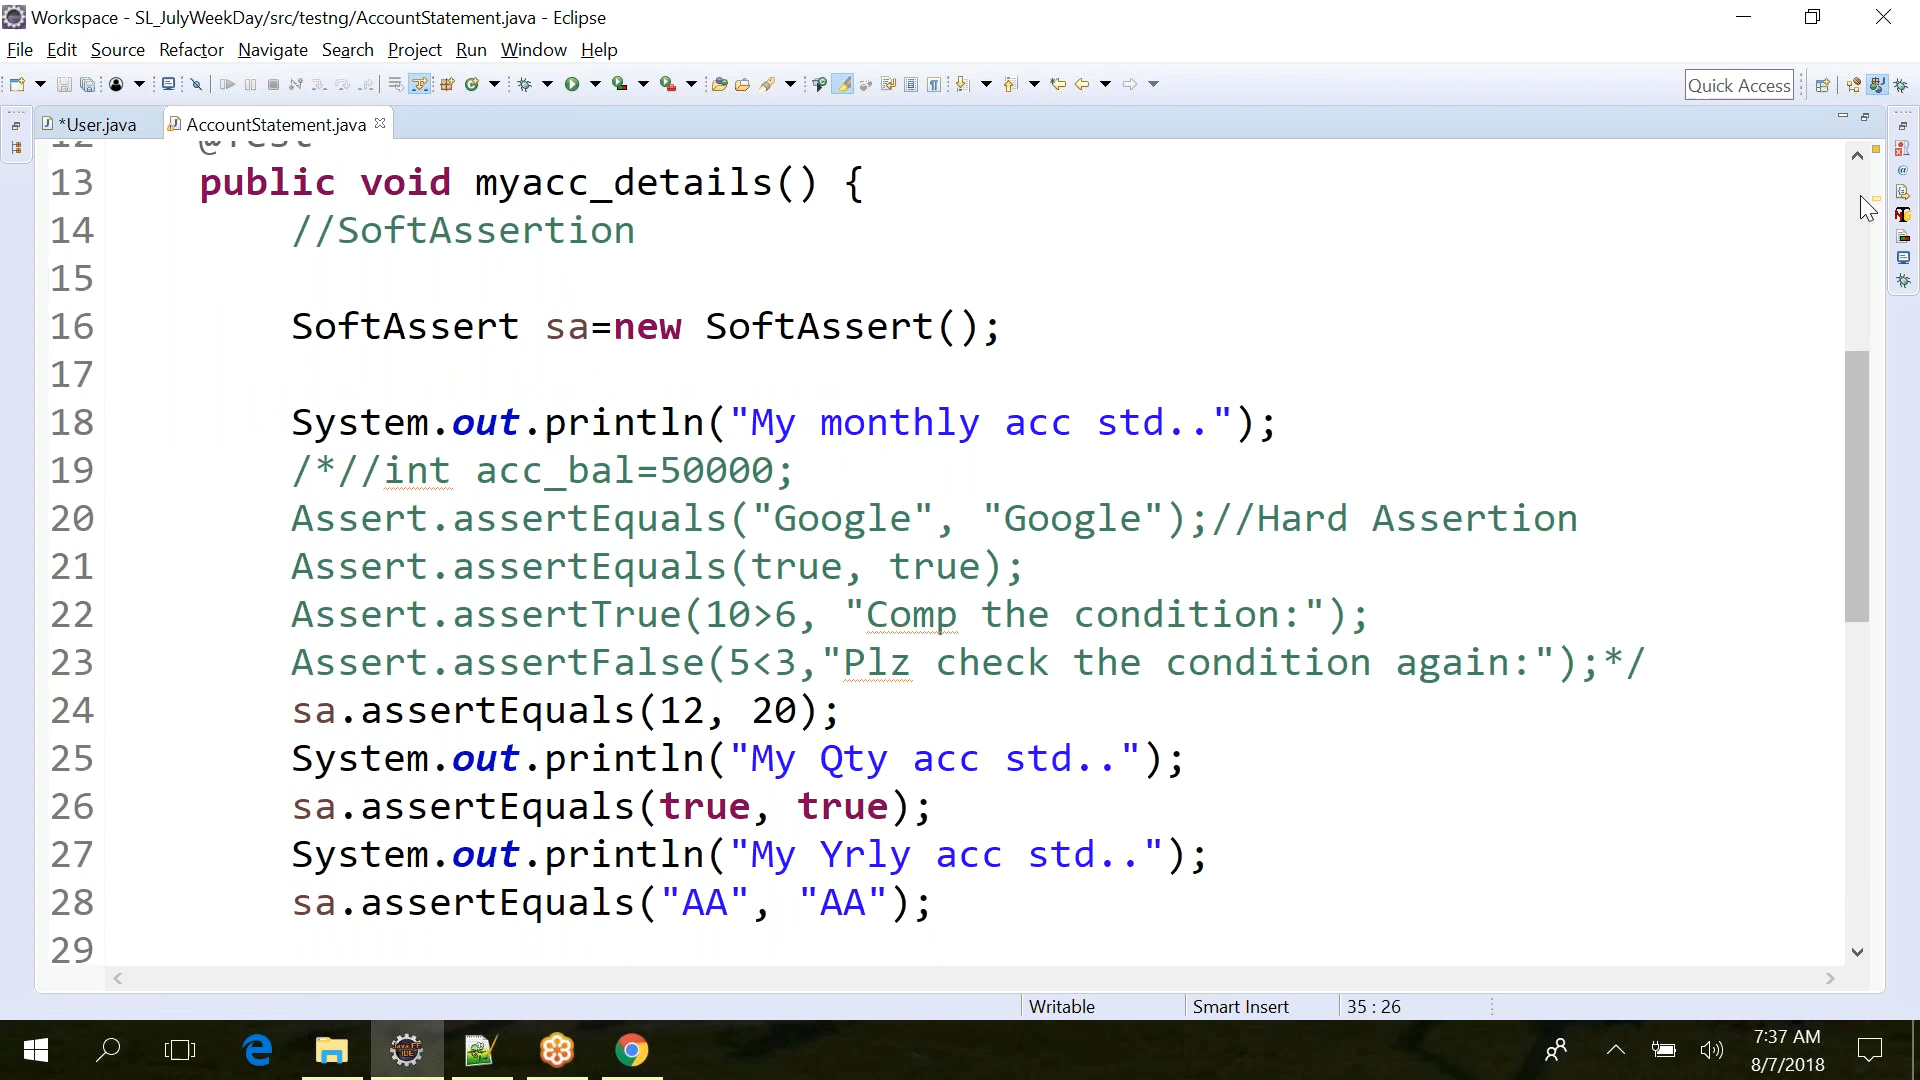 Workspace - SL_JulyWeekDay/src/testng/AccountStatement.java - Eclipse
File Edit Source Refactor Navigate Search Project Run Window Help
Quick Access
*User.java AccountStatement.java
12 @Test
13 public void myacc_details() {
14 //SoftAssertion
15
16 SoftAssert sa=new SoftAssert();
17
18 System.out.println("My monthly acc std..");
19 /*//int acc_bal=50000;
20 Assert.assertEquals("Google", "Google");//Hard Assertion
21 Assert.assertEquals(true, true);
22 Assert.assertTrue(10>6, "Comp the condition:");
23 Assert.assertFalse(5<3,"Plz check the condition again:");*/
24 sa.assertEquals(12, 20);
25 System.out.println("My Qty acc std..");
26 sa.assertEquals(true, true);
27 System.out.println("My Yrly acc std..");
28 sa.assertEquals("AA", "AA");
29
Writable Smart Insert 35 : 26
7:37 AM
8/7/2018